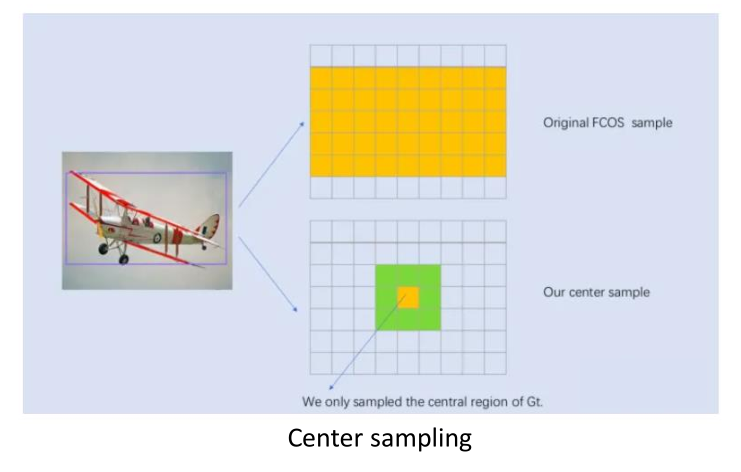 Original FCOS sample
Our center sample
We only sampled the central region of Gt.
Center sampling